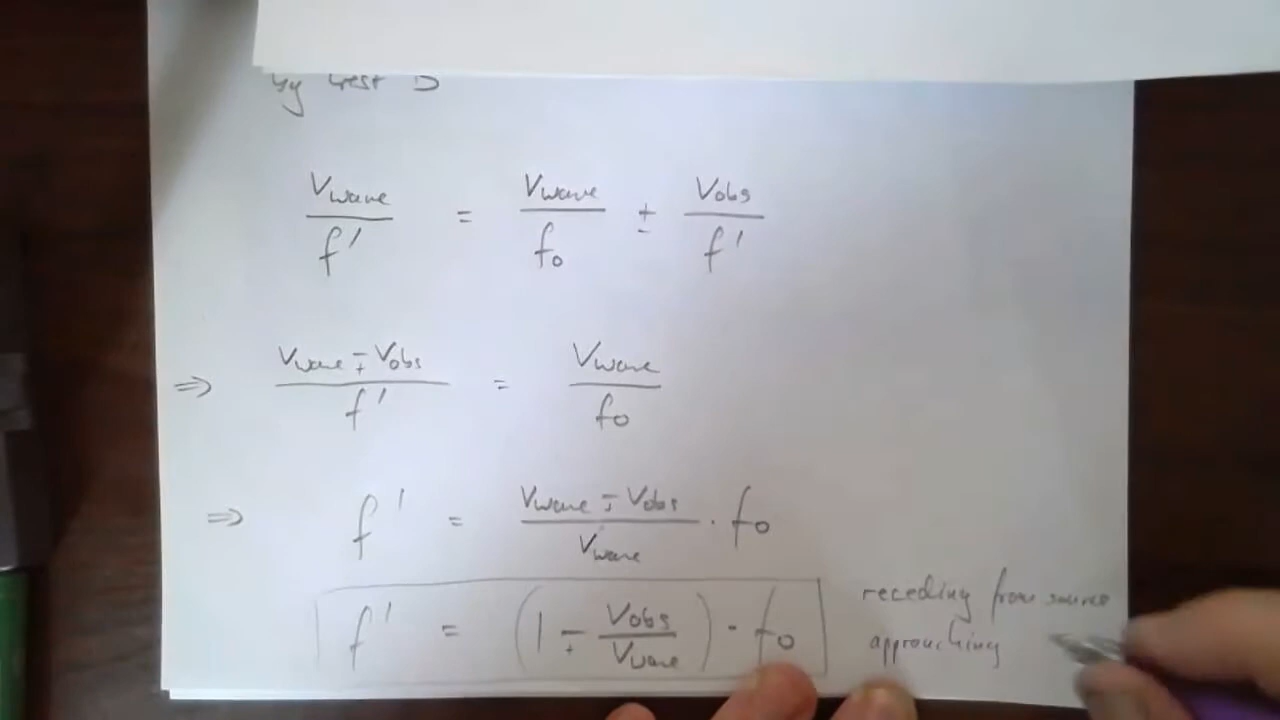 by
V_wave / f' = V_wave / f_0 ± V_obs / f'
⇒ (V_wave ∓ V_obs) / f' = V_wave / f_0
⇒ f' = (V_wave ∓ V_obs) / V_wave · f_0
f' = (1 ∓ V_obs / V_wave) · f_0
receding from source
approaching